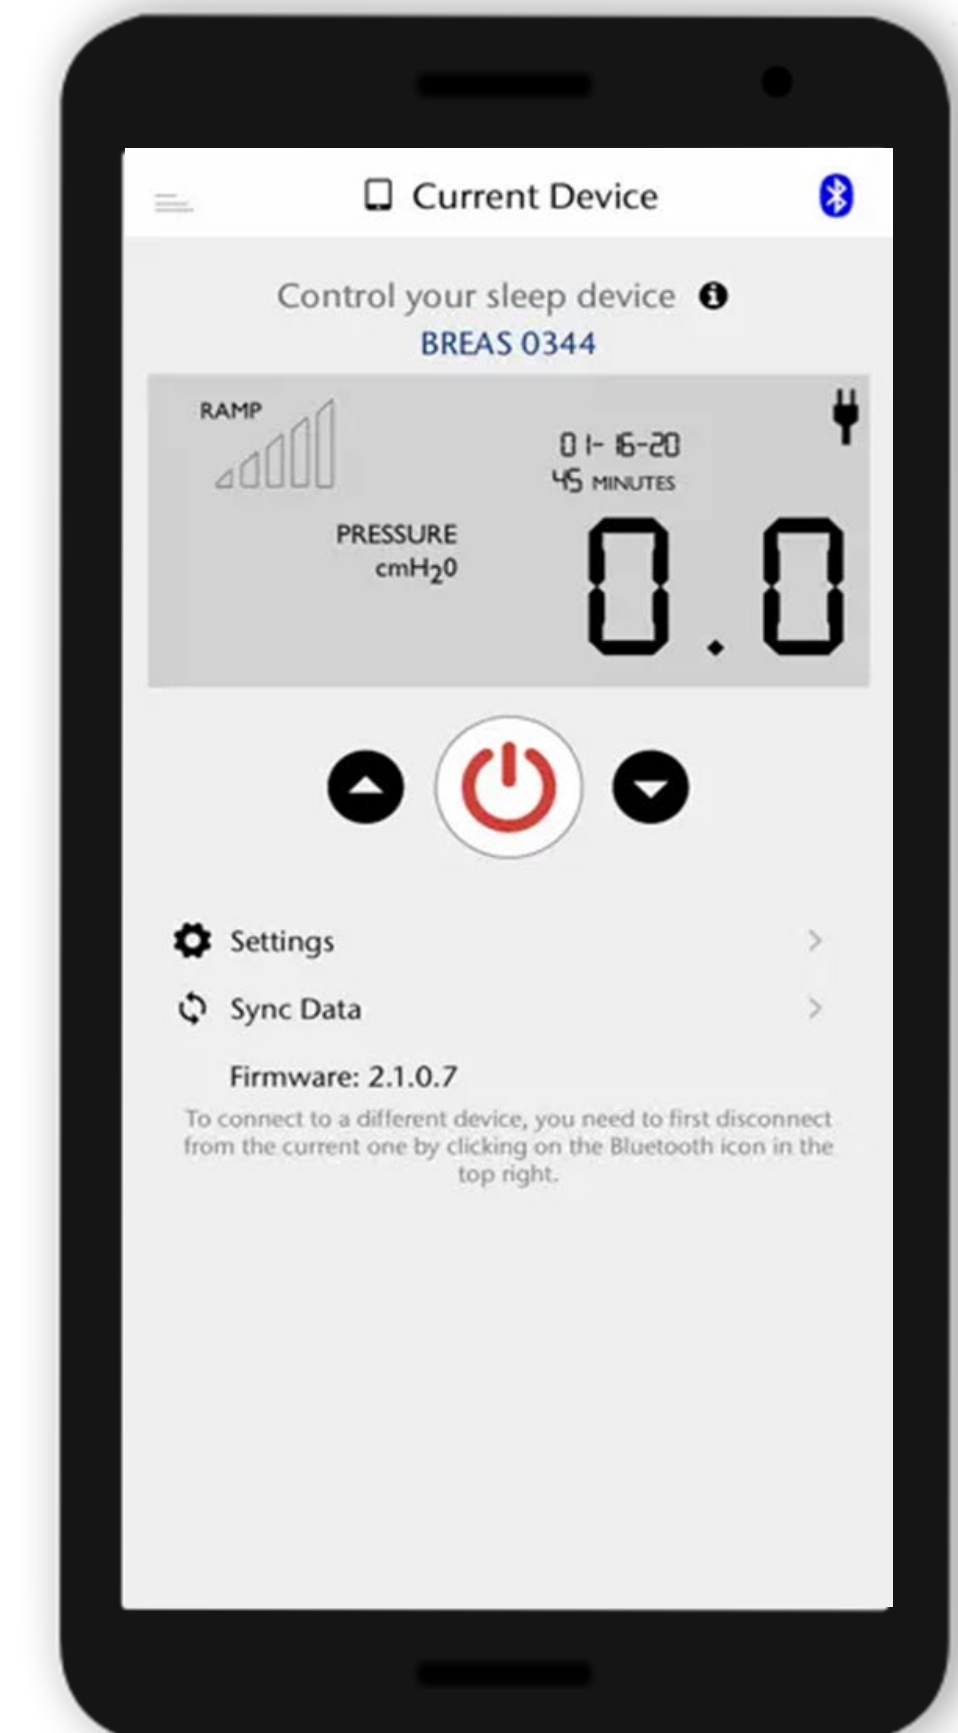 Current Device
Control your sleep device
BREAS 0344
RAMP
01-16-20
45 MINUTES
PRESSURE
cmH20
0.0
Settings
Sync Data
Firmware: 2.1.0.7
To connect to a different device, you need to first disconnect
from the current one by clicking on the Bluetooth icon in the
top right.